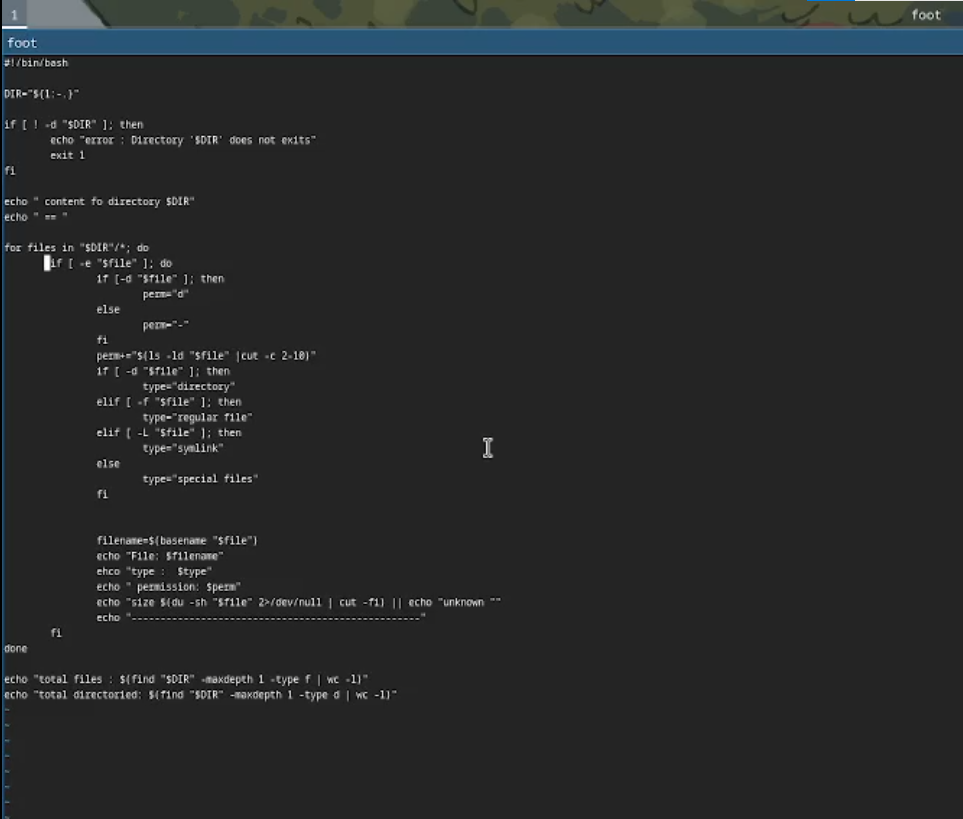 1 foot
foot
#!/bin/bash
DIR="${1:-.}"
if [ ! -d "$DIR" ]; then
echo "error : Directory '$DIR' does not exits"
exit 1
fi
echo " content fo directory $DIR"
echo " == "
for files in "$DIR"/*; do
if [ -e "$file" ]; do
if [-d "$file" ]; then
perm="d"
else
perm="-"
fi
perm+="$(ls -ld "$file" |cut -c 2-10)"
if [ -d "$file" ]; then
type="directory"
elif [ -f "$file" ]; then
type="regular file"
elif [ -L "$file" ]; then
type="symlink"
else
type="special files"
fi
filename=$(basename "$file")
echo "File: $filename"
ehco "type :  $type"
echo " permission: $perm"
echo "size $(du -sh "$file" 2>/dev/null | cut -fi) || echo "unknown ""
echo "--------------------------------------------------"
fi
done
echo "total files : $(find "$DIR" -maxdepth 1 -type f | wc -l)"
echo "total directoried: $(find "$DIR" -maxdepth 1 -type d | wc -l)"
~
~
~
~
~
~
~
~